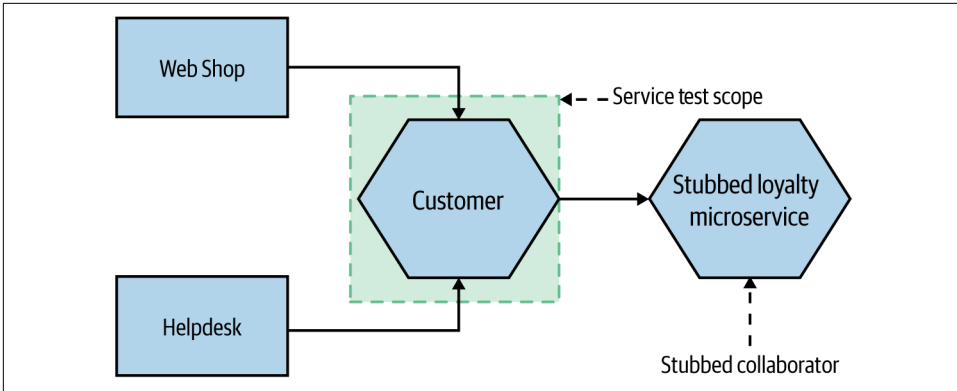 Web Shop
Service test scope
Customer
Stubbed loyalty
microservice
Helpdesk
Stubbed collaborator